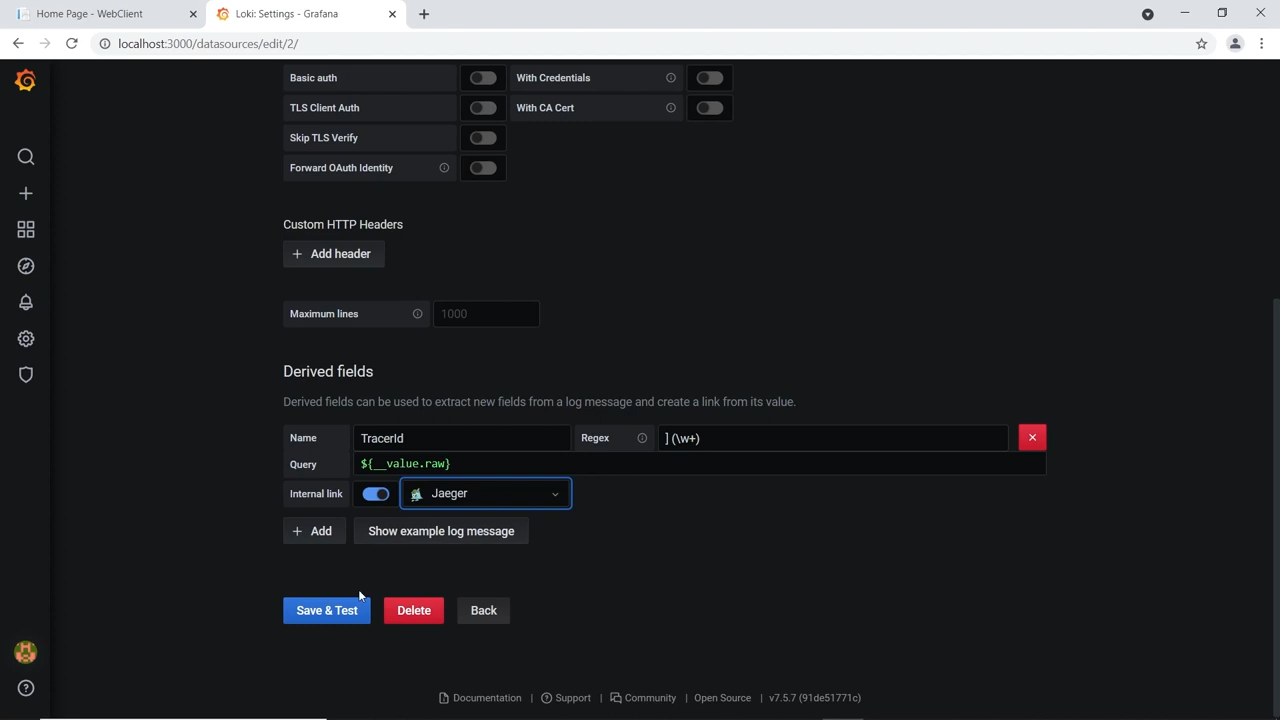 Home Page - WebClient
Loki: Settings - Grafana
localhost:3000/datasources/edit/2/
Basic auth
With Credentials
TLS Client Auth
With CA Cert
Skip TLS Verify
Forward OAuth Identity
Custom HTTP Headers
+ Add header
Maximum lines
1000
Derived fields
Derived fields can be used to extract new fields from a log message and create a link from its value.
Name
TracerId
Regex
](\w+)
Query
${__value.raw}
Internal link
Jaeger
+ Add
Show example log message
Save & Test
Delete
Back
Documentation | Support | Community | Open Source | v7.5.7 (91de51771c)